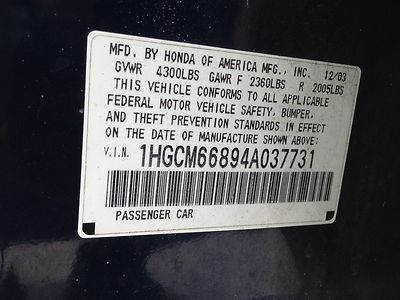 MFD. BY HONDA OF AMERICA MFG., INC. 12/03
GVWR 4300LBS GAWR F 2360LBS R 2005LBS
THIS VEHICLE CONFORMS TO ALL APPLICABLE
FEDERAL MOTOR VEHICLE SAFETY, BUMPER,
AND THEFT PREVENTION STANDARDS IN EFFECT
ON THE DATE OF MANUFACTURE SHOWN ABOVE:
V.I.N. 1HGCM66894A037731
PASSENGER CAR